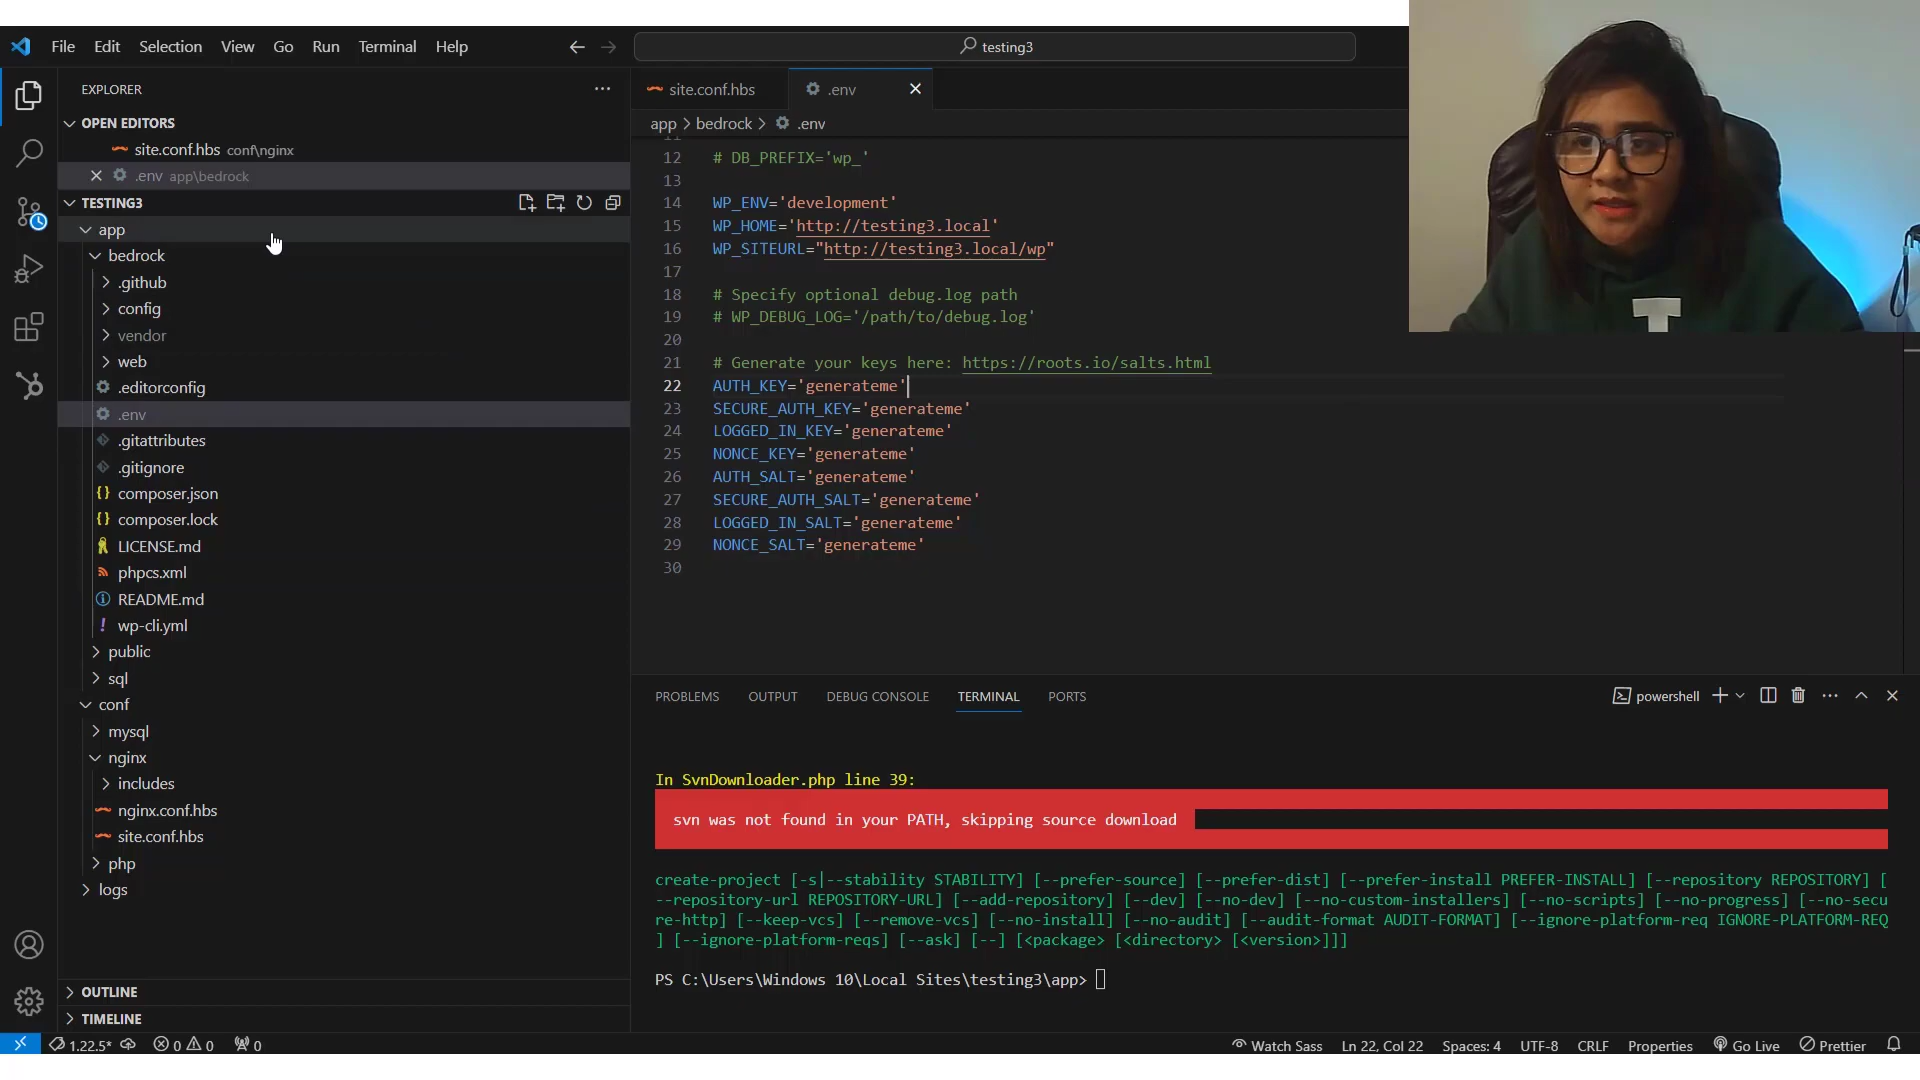 File Edit Selection View Go Run Terminal Help
testing3
EXPLORER
OPEN EDITORS
site.conf.hbs conf\nginx
.env app\bedrock
TESTING3
app
bedrock
.github
config
vendor
web
.editorconfig
.env
.gitattributes
.gitignore
composer.json
composer.lock
LICENSE.md
phpcs.xml
README.md
wp-cli.yml
public
sql
conf
mysql
nginx
includes
nginx.conf.hbs
site.conf.hbs
php
logs
OUTLINE
TIMELINE
site.conf.hbs .env
app > bedrock > .env
12 # DB_PREFIX='wp_'
13
14 WP_ENV='development'
15 WP_HOME='http://testing3.local'
16 WP_SITEURL="http://testing3.local/wp"
17
18 # Specify optional debug.log path
19 # WP_DEBUG_LOG='/path/to/debug.log'
20
21 # Generate your keys here: https://roots.io/salts.html
22 AUTH_KEY='generateme'
23 SECURE_AUTH_KEY='generateme'
24 LOGGED_IN_KEY='generateme'
25 NONCE_KEY='generateme'
26 AUTH_SALT='generateme'
27 SECURE_AUTH_SALT='generateme'
28 LOGGED_IN_SALT='generateme'
29 NONCE_SALT='generateme'
30
PROBLEMS OUTPUT DEBUG CONSOLE TERMINAL PORTS
powershell
In SvnDownloader.php line 39:
svn was not found in your PATH, skipping source download
create-project [-s|--stability STABILITY] [--prefer-source] [--prefer-dist] [--prefer-install PREFER-INSTALL] [--repository REPOSITORY] [
--repository-url REPOSITORY-URL] [--add-repository] [--dev] [--no-dev] [--no-custom-installers] [--no-scripts] [--no-progress] [--no-secu
re-http] [--keep-vcs] [--remove-vcs] [--no-install] [--no-audit] [--audit-format AUDIT-FORMAT] [--ignore-platform-req IGNORE-PLATFORM-REQ
] [--ignore-platform-reqs] [--ask] [--] [<package> [<directory> [<version>]]]
PS C:\Users\Windows 10\Local Sites\testing3\app>
1.22.5* 0 0 0
Watch Sass Ln 22, Col 22 Spaces: 4 UTF-8 CRLF Properties Go Live Prettier